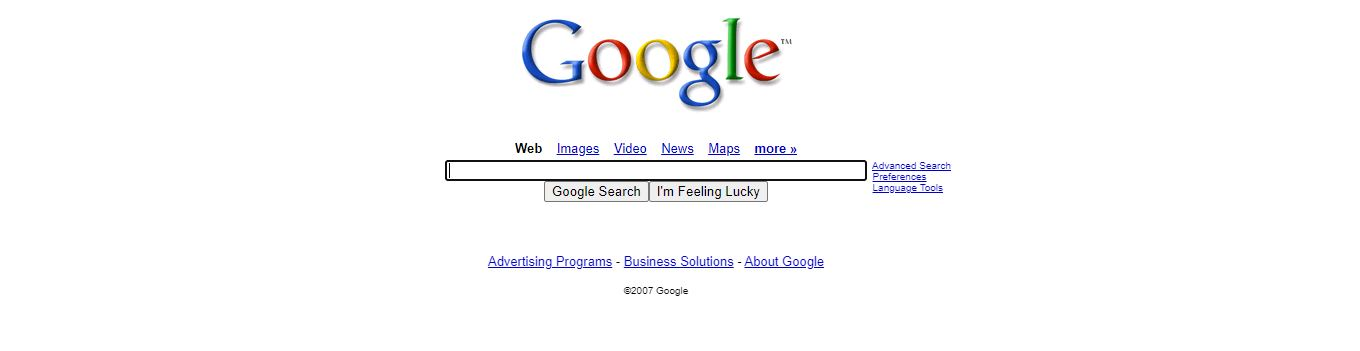 Google™
Web Images Video News Maps more »
Advanced Search
Preferences
Language Tools
Google Search I'm Feeling Lucky
Advertising Programs - Business Solutions - About Google
©2007 Google